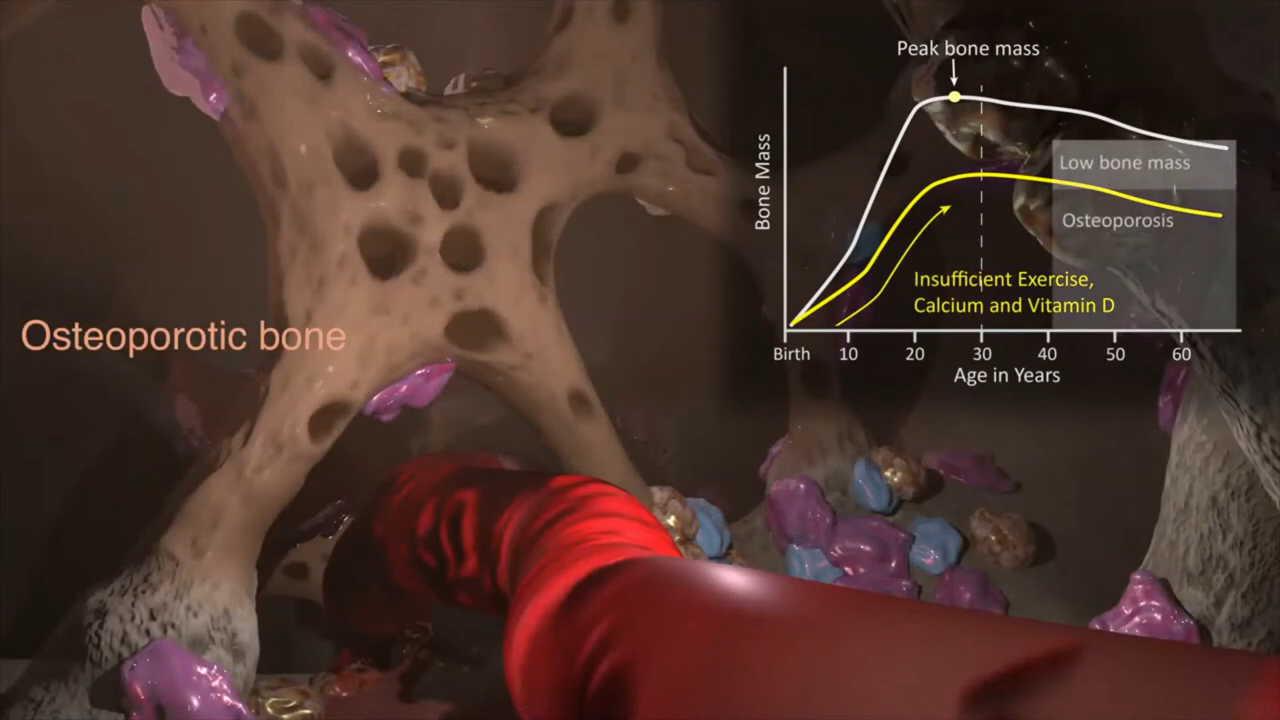 Osteoporotic bone
Peak bone mass
Bone Mass
Low bone mass
Osteoporosis
Insufficient Exercise,
Calcium and Vitamin D
Birth 10 20 30 40 50 60
Age in Years